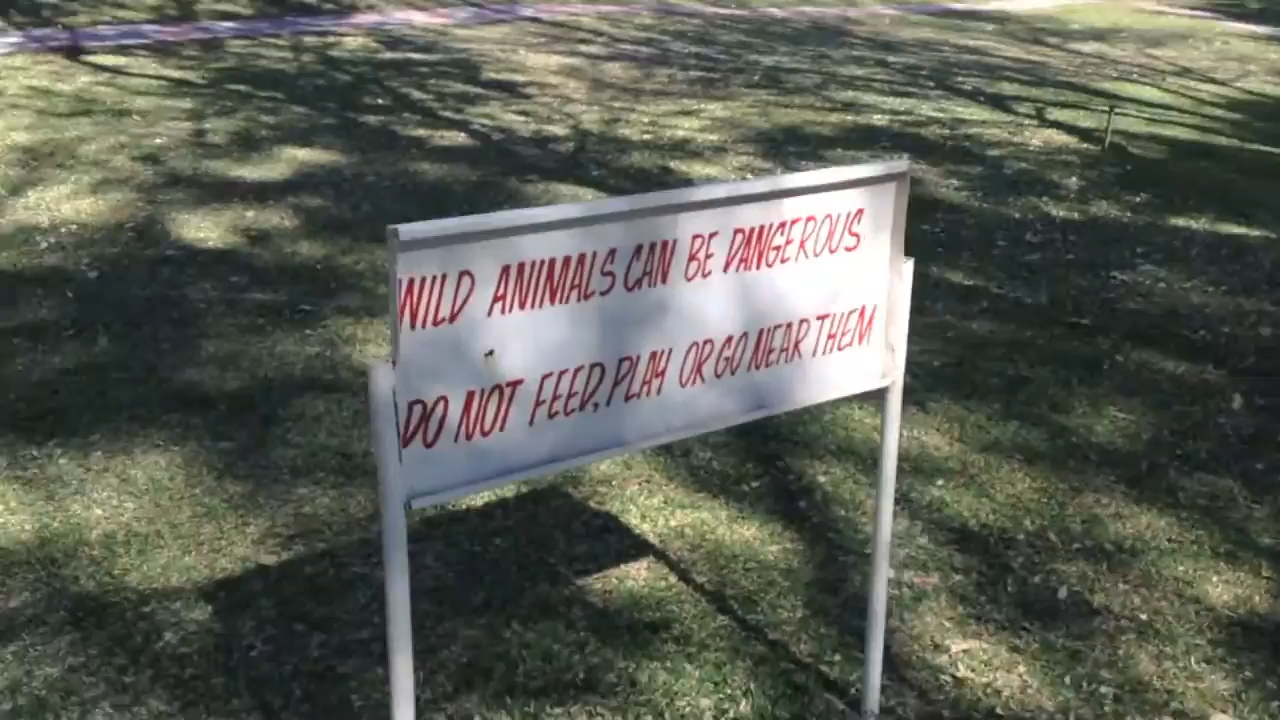 WILD ANIMALS CAN BE DANGEROUS
DO NOT FEED, PLAY OR GO NEAR THEM